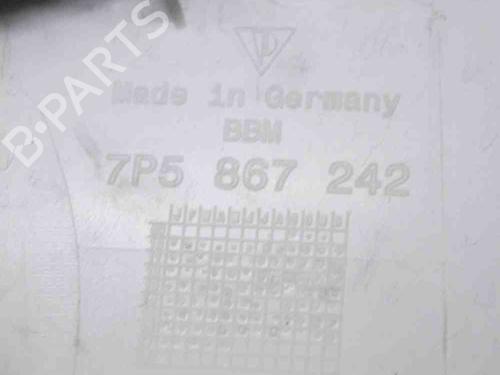 B·PARTS
Made in Germany
BBM
7P5 867 242